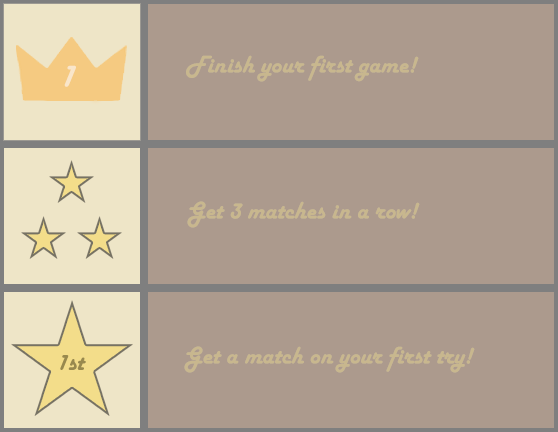 1
Finish your first game!
Get 3 matches in a row!
1st
Get a match on your first try!